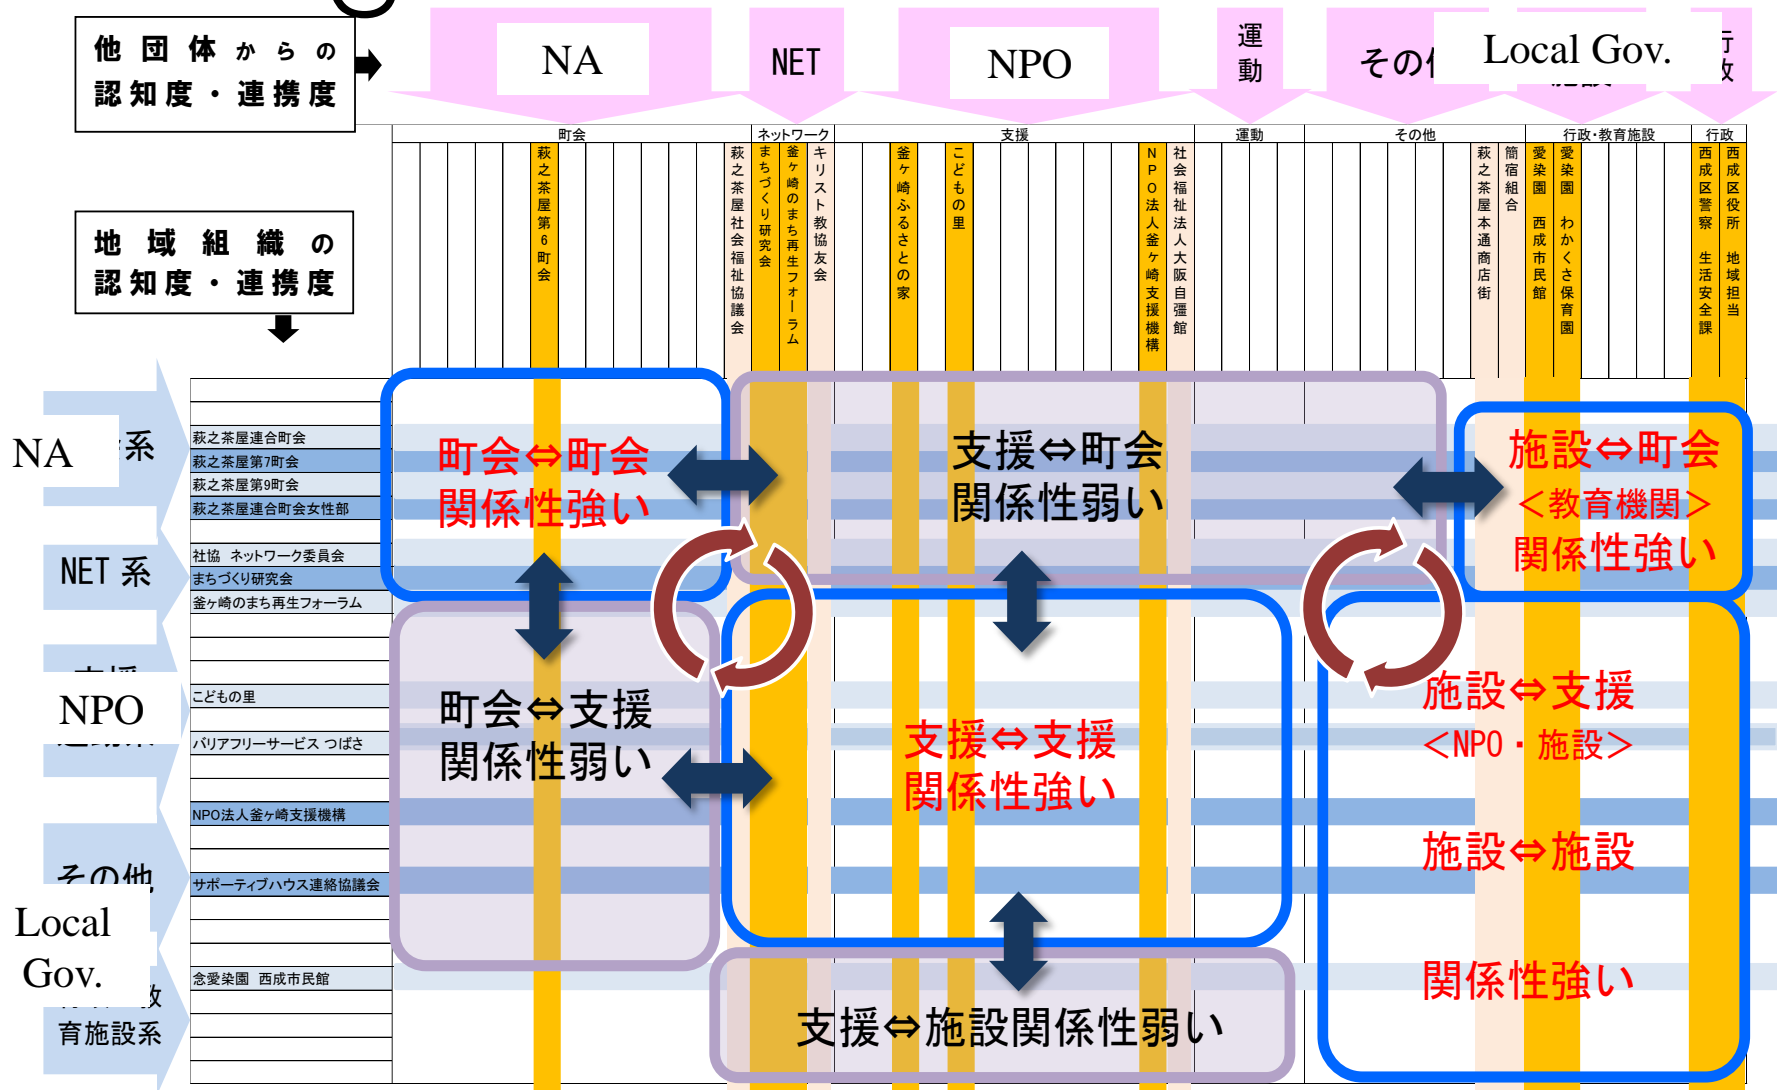 他団体からの
認知度・連携度
NA
NET
NPO
運動
その他
Local Gov.
地域組織の
認知度・連携度
町会
ネットワーク
支援
運動
その他
行政・教育施設
行政
萩之茶屋第6町会
萩之茶屋社会福祉協議会
まちづくり研究会
釜ヶ崎のまち再生フォーラム
キリスト教協友会
釜ヶ崎ふるさとの家
こどもの里
NPO法人釜ヶ崎支援機構
社会福祉法人大阪自彊館
萩之茶屋本通商店街
簡宿組合
愛染園 西成市民館
愛染園 わかくさ保育園
西成区警察 生活安全課
西成区役所 地域担当
NA
系
NET 系
NPO
その他
Local
Gov.
育施設系
萩之茶屋連合町会
萩之茶屋第7町会
萩之茶屋第9町会
萩之茶屋連合町会女性部
社協 ネットワーク委員会
まちづくり研究会
釜ヶ崎のまち再生フォーラム
こどもの里
バリアフリーサービス つばさ
NPO法人釜ヶ崎支援機構
サポーティブハウス連絡協議会
念愛染園 西成市民館
町会⇔町会
関係性強い
支援⇔町会
関係性弱い
施設⇔町会
＜教育機関＞
関係性強い
町会⇔支援
関係性弱い
支援⇔支援
関係性強い
施設⇔支援
＜NPO・施設＞
施設⇔施設
関係性強い
支援⇔施設関係性弱い